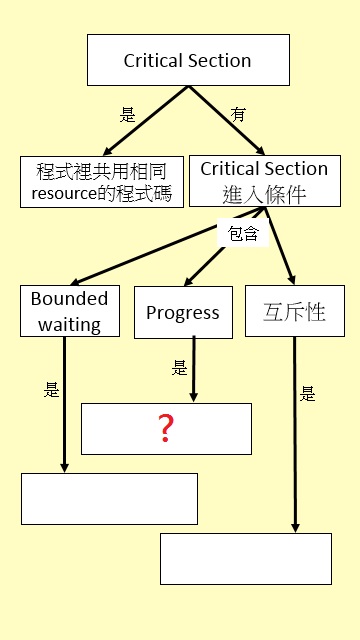 Critical Section
是
有
程式裡共用相同
resource的程式碼
Critical Section
進入條件
包含
Bounded
waiting
Progress
互斥性
是
是
是
?